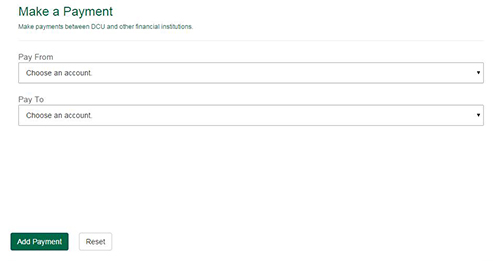 Make a Payment
Make payments between DCU and other financial institutions.
Pay From
Choose an account.
Pay To
Choose an account.
Add Payment
Reset